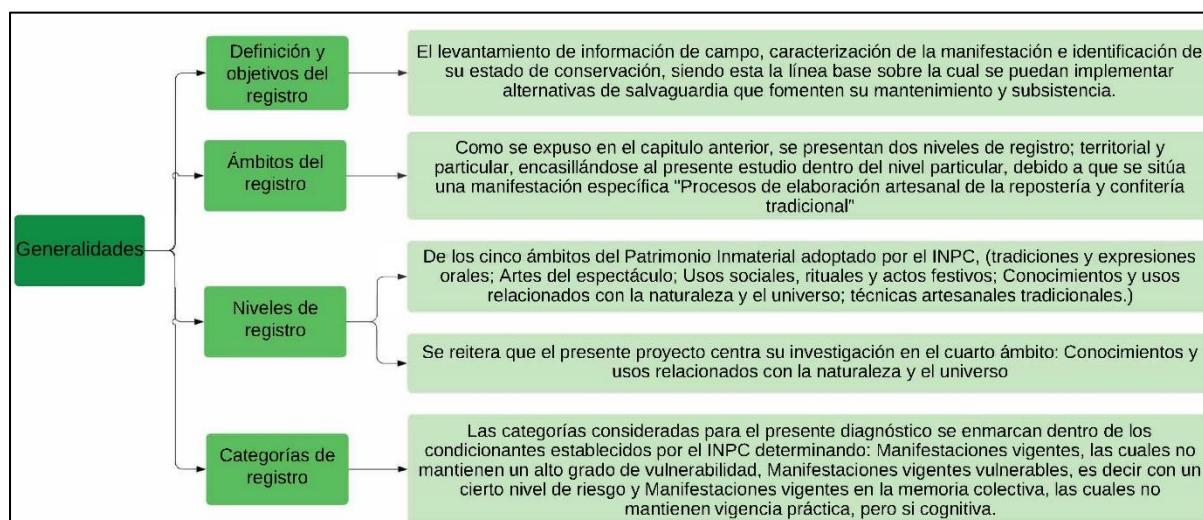 Generalidades
Definición y
objetivos del
registro
El levantamiento de información de campo, caracterización de la manifestación e identificación de
su estado de conservación, siendo esta la línea base sobre la cual se puedan implementar
alternativas de salvaguardia que fomenten su mantenimiento y subsistencia.
Ámbitos del
registro
Como se expuso en el capitulo anterior, se presentan dos niveles de registro; territorial y
particular, encasillándose al presente estudio dentro del nivel particular, debido a que se sitúa
una manifestación específica "Procesos de elaboración artesanal de la repostería y confitería
tradicional"
Niveles de
registro
De los cinco ámbitos del Patrimonio Inmaterial adoptado por el INPC, (tradiciones y expresiones
orales; Artes del espectáculo; Usos sociales, rituales y actos festivos; Conocimientos y usos
relacionados con la naturaleza y el universo; técnicas artesanales tradicionales.)
Se reitera que el presente proyecto centra su investigación en el cuarto ámbito: Conocimientos y
usos relacionados con la naturaleza y el universo
Categorías de
registro
Las categorías consideradas para el presente diagnóstico se enmarcan dentro de los
condicionantes establecidos por el INPC determinando: Manifestaciones vigentes, las cuales no
mantienen un alto grado de vulnerabilidad, Manifestaciones vigentes vulnerables, es decir con un
cierto nivel de riesgo y Manifestaciones vigentes en la memoria colectiva, las cuales no
mantienen vigencia práctica, pero si cognitiva.